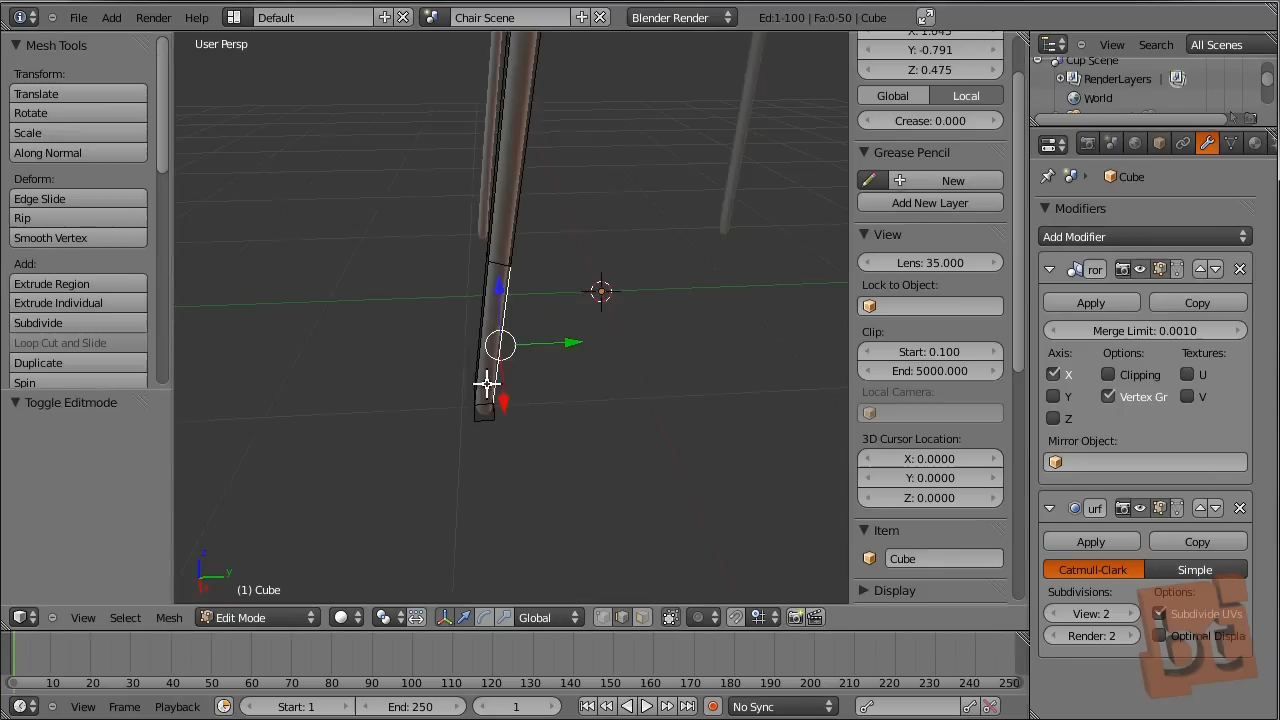 File Add Render Help Default Chair Scene Blender Render Ed:1-100 | Fa:0-50 | Cube
Mesh Tools
Transform:
Translate
Rotate
Scale
Along Normal
Deform:
Edge Slide
Rip
Smooth Vertex
Add:
Extrude Region
Extrude Individual
Subdivide
Loop Cut and Slide
Duplicate
Spin
Toggle Editmode
User Persp
z
y
(1) Cube
X: 1.045
Y: -0.791
Z: 0.475
Global Local
Crease: 0.000
Grease Pencil
New
Add New Layer
View
Lens: 35.000
Lock to Object:
Clip:
Start: 0.100
End: 5000.000
Local Camera:
3D Cursor Location:
X: 0.0000
Y: 0.0000
Z: 0.0000
Item
Cube
Display
View Search All Scenes
Cup Scene
RenderLayers
World
Cube
Modifiers
Add Modifier
ror
Apply Copy
Merge Limit: 0.0010
Axis: Options: Textures:
X Clipping U
Y Vertex Gr V
Z
Mirror Object:
urf
Apply Copy
Catmull-Clark Simple
Subdivisions: Options:
View: 2 Subdivide UVs
Render: 2 Optimal Displa
bt
View Select Mesh Edit Mode Global
10 20 30 40 50 60 70 80 90 100 110 120 130 140 150 160 170 180 190 200 210 220 230 240 250
View Frame Playback Start: 1 End: 250 1 No Sync